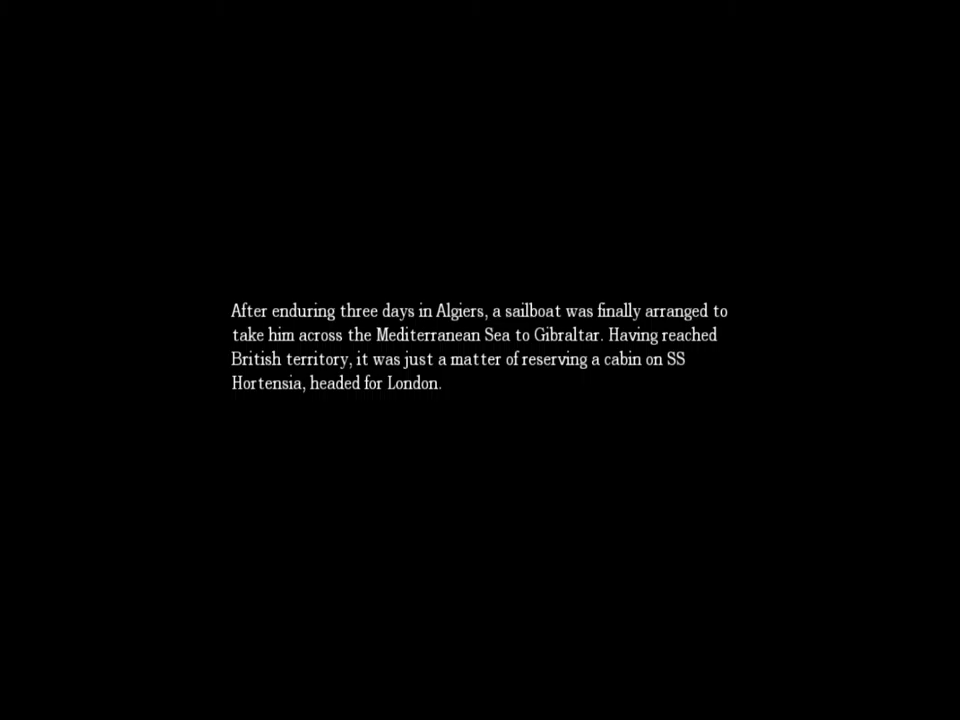 After enduring three days in Algiers, a sailboat was finally arranged to
take him across the Mediterranean Sea to Gibraltar. Having reached
British territory, it was just a matter of reserving a cabin on SS
Hortensia, headed for London.